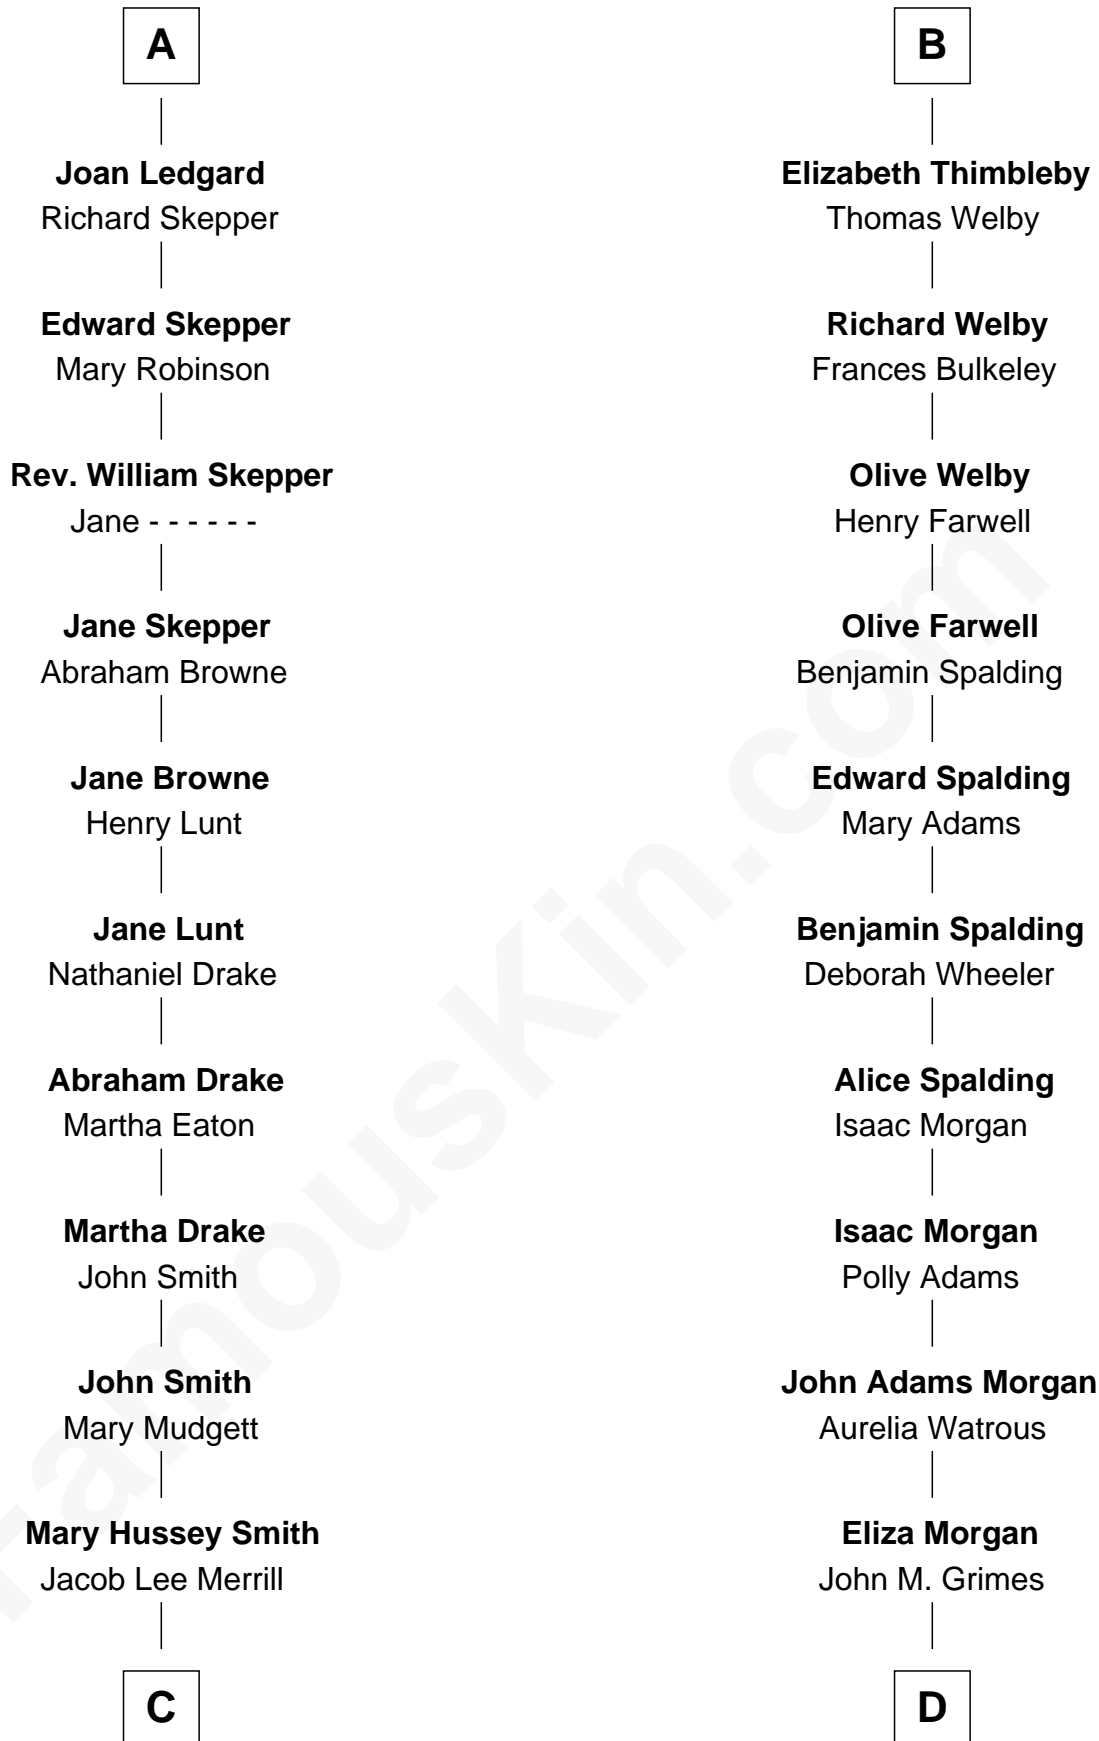 A
Joan Ledgard
Richard Skepper
Edward Skepper
Mary Robinson
Rev. William Skepper
Jane - - - - - -
Jane Skepper
Abraham Browne
Jane Browne
Henry Lunt
Jane Lunt
Nathaniel Drake
Abraham Drake
Martha Eaton
Martha Drake
John Smith
John Smith
Mary Mudgett
Mary Hussey Smith
Jacob Lee Merrill
C
B
Elizabeth Thimbleby
Thomas Welby
Richard Welby
Frances Bulkeley
Olive Welby
Henry Farwell
Olive Farwell
Benjamin Spalding
Edward Spalding
Mary Adams
Benjamin Spalding
Deborah Wheeler
Alice Spalding
Isaac Morgan
Isaac Morgan
Polly Adams
John Adams Morgan
Aurelia Watrous
Eliza Morgan
John M. Grimes
D
FamousKin.com